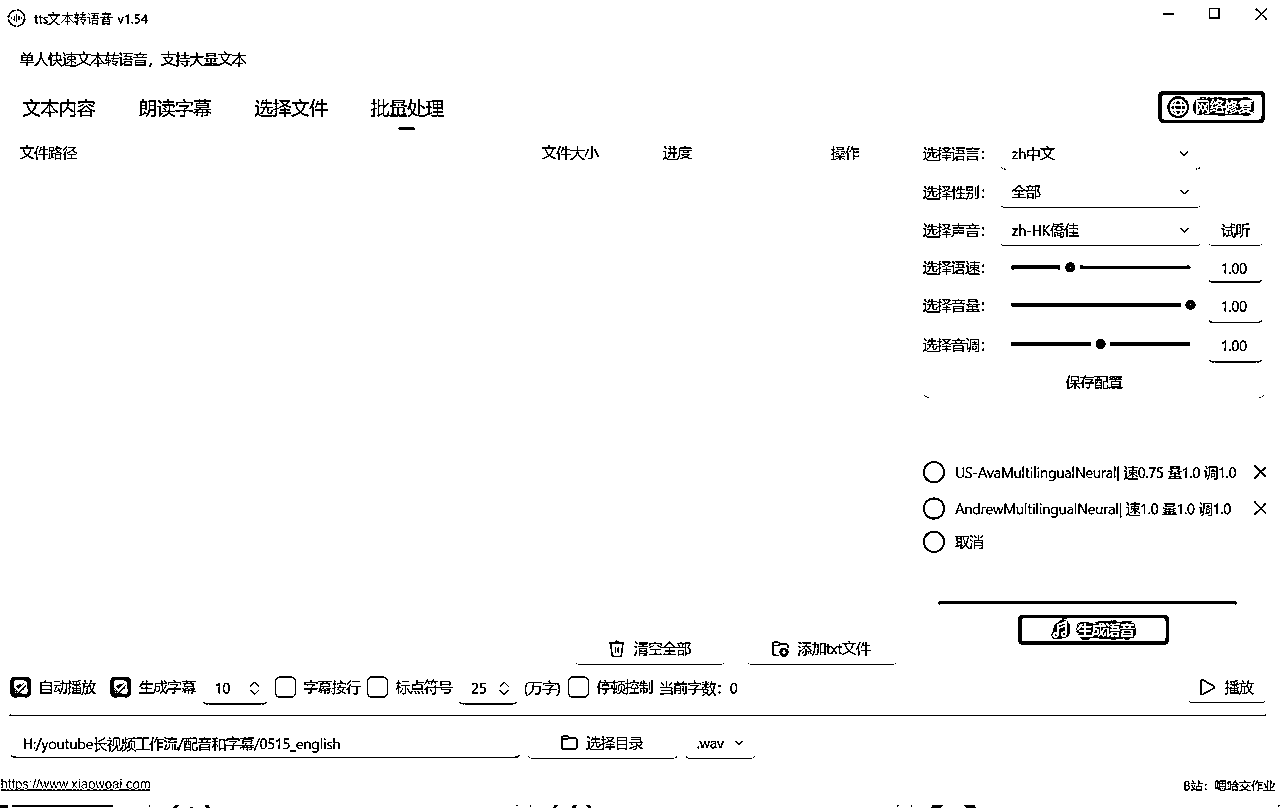 tts文本转语音 v1.54
单人快速文本转语音，支持大量文本
文本内容 朗读字幕 选择文件 批量处理 网络修复
文件路径 文件大小 进度 操作
选择语言： zh中文
选择性别： 全部
选择声音： zh-HK僑佳 试听
选择语速： 1.00
选择音量： 1.00
选择音调： 1.00
保存配置
US-AvaMultilingualNeural| 速0.75 量1.0 调1.0
AndrewMultilingualNeural| 速1.0 量1.0 调1.0
取消
生成语音
清空全部 添加txt文件
自动播放 生成字幕 10 字幕按行 标点符号 25 (万字) 停顿控制 当前字数：0 播放
H:/youtube长视频工作流/配音和字幕/0515_english 选择目录 .wav
https://www.xiaowoai.com
B站：嘿哈交作业